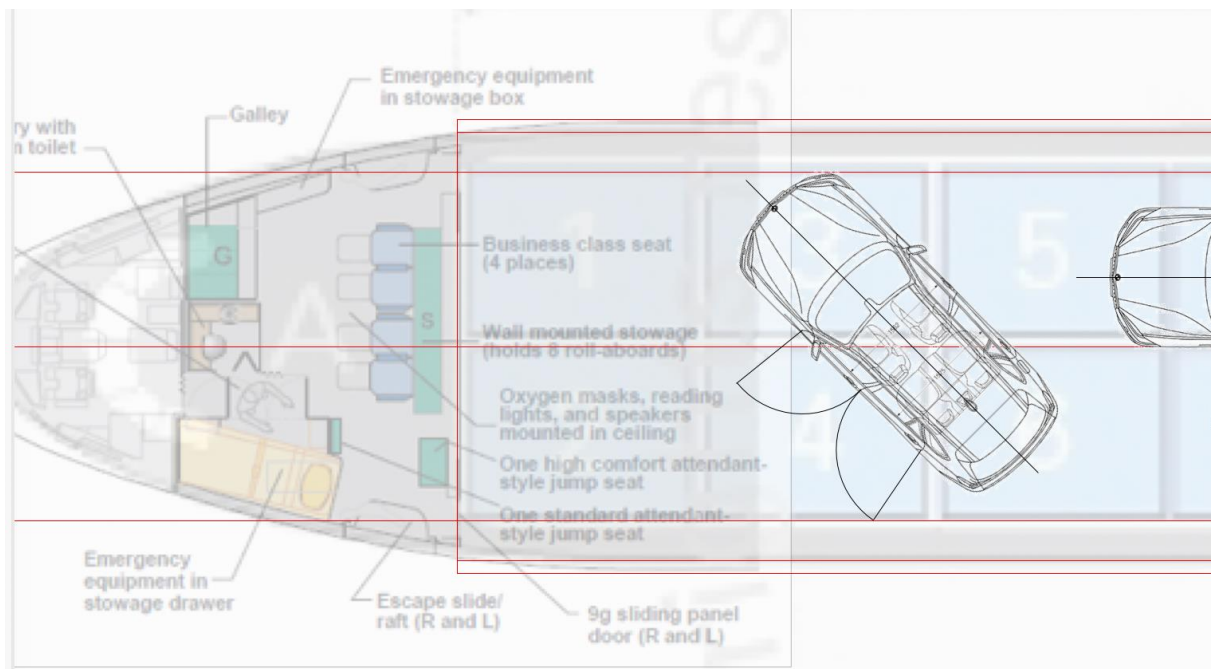 Emergency equipment
in stowage box
Galley
ry with
n toilet
G
Business class seat
(4 places)
S
A
Wall mounted stowage
(holds 8 roll-aboards)
Oxygen masks, reading
lights, and speakers
mounted in ceiling
One high comfort attendant-
style jump seat
One standard attendant-
style jump seat
Emergency
equipment in
stowage drawer
Escape slide/
raft (R and L)
9g sliding panel
door (R and L)
1
3
5
4